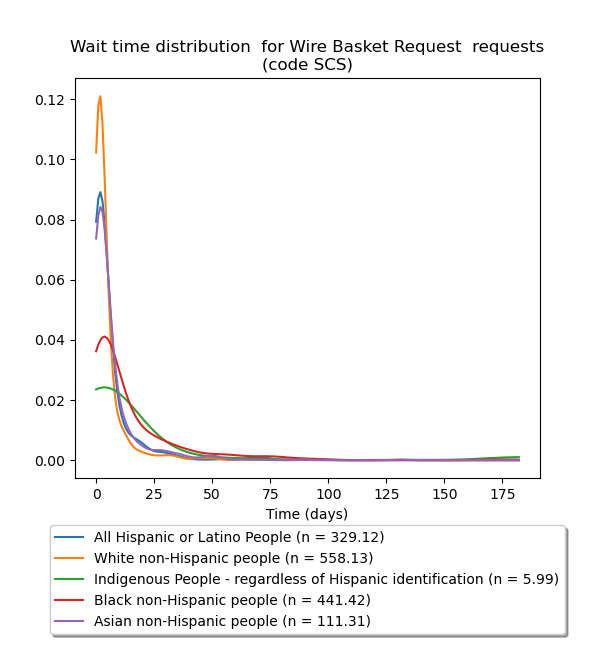 Wait time distribution  for Wire Basket Request  requests
(code SCS)
0.12
0.10
0.08
0.06
0.04
0.02
0.00
0 25 50 75 100 125 150 175
Time (days)
All Hispanic or Latino People (n = 329.12)
White non-Hispanic people (n = 558.13)
Indigenous People - regardless of Hispanic identification (n = 5.99)
Black non-Hispanic people (n = 441.42)
Asian non-Hispanic people (n = 111.31)